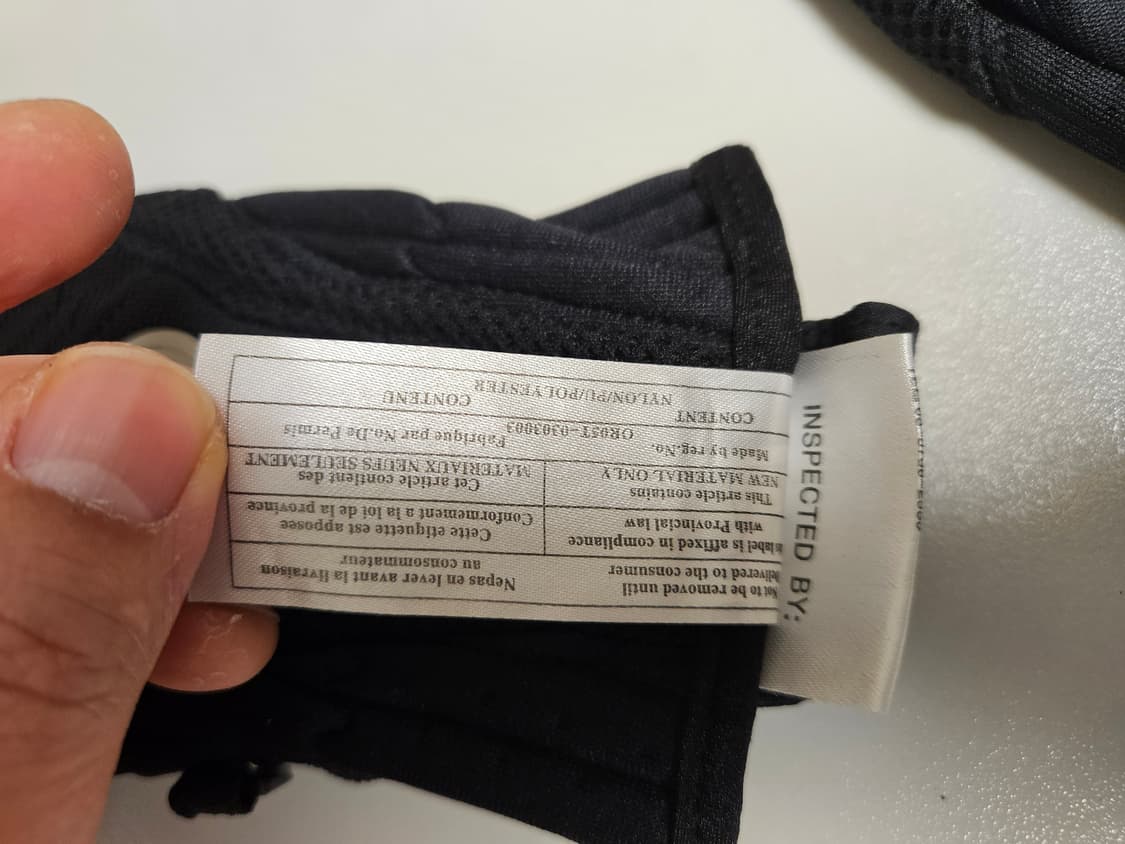 Not to be removed until
delivered to the consumer
Nepas en lever avant la livraison
au consommateur
label is affixed in compliance
with Provincial law
Cette etiquette est apposee
Conformement a la loi de la province
This article contains
NEW MATERIAL ONLY
Cet article contient des
MATERIAUX NEUFS SEULEMENT
Made by reg.No.
OR05T-0303003
Fabrique par No.De Permis
CONTENT
CONTENU
NYLON/PU/POLYESTER
INSPECTED BY: